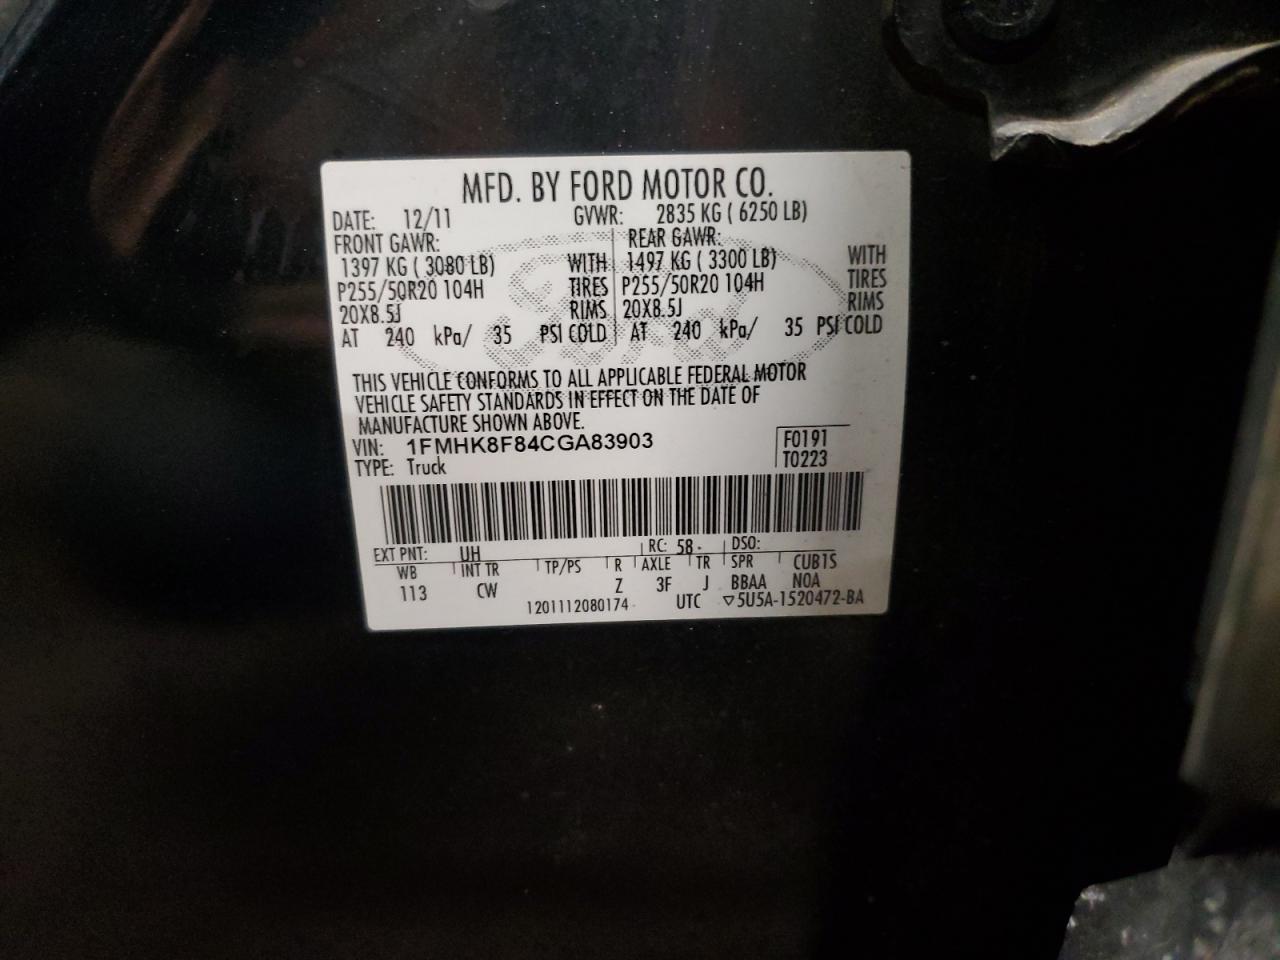 MFD. BY FORD MOTOR CO.
DATE: 12/11 GVWR: 2835 KG ( 6250 LB)
FRONT GAWR: REAR GAWR:
1397 KG ( 3080 LB) WITH 1497 KG ( 3300 LB) WITH
P255/50R20 104H TIRES P255/50R20 104H TIRES
20X8.5J RIMS 20X8.5J RIMS
AT 240 kPa/ 35 PSI COLD AT 240 kPa/ 35 PSI COLD
THIS VEHICLE CONFORMS TO ALL APPLICABLE FEDERAL MOTOR
VEHICLE SAFETY STANDARDS IN EFFECT ON THE DATE OF
MANUFACTURE SHOWN ABOVE.
VIN: 1FMHK8F84CGA83903 F0191
TYPE: Truck T0223
EXT PNT: UH RC: 58 DSO:
WB INT TR TP/PS R AXLE TR SPR CUB1S
113 CW Z 3F J BBAA NOA
1201112080174 UTC ▽5U5A-1520472-BA